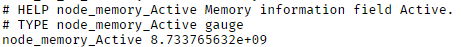 # HELP node_memory_Active Memory information field Active.
# TYPE node_memory_Active gauge
node_memory_Active 8.733765632e+09